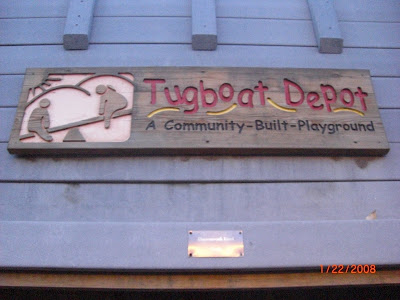 Tugboat Depot
A Community-Built-Playground
1/22/2008